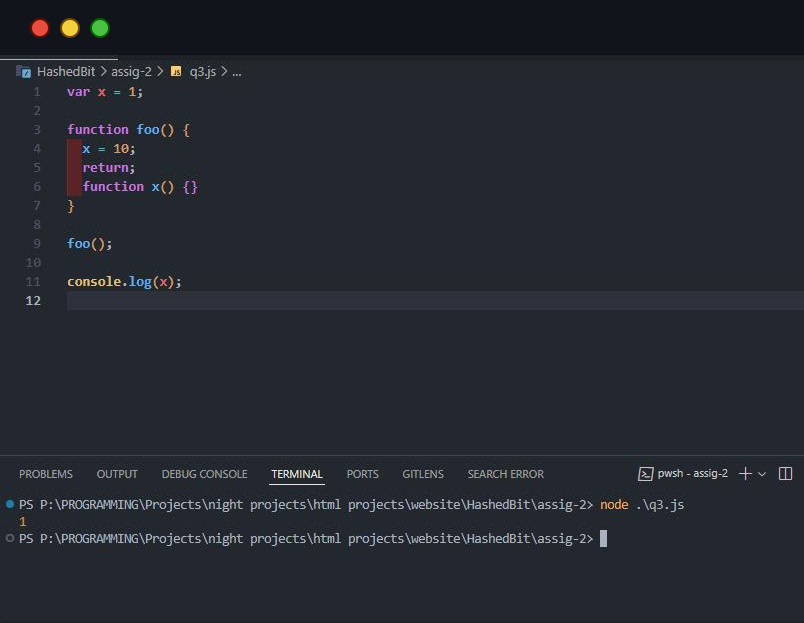 HashedBit > assig-2 > JS q3.js > ...
1 var x = 1;
2
3 function foo() {
4 x = 10;
5 return;
6 function x() {}
7 }
8
9 foo();
10
11 console.log(x);
12
PROBLEMS OUTPUT DEBUG CONSOLE TERMINAL PORTS GITLENS SEARCH ERROR pwsh - assig-2
PS P:\PROGRAMMING\Projects\night projects\html projects\website\HashedBit\assig-2> node .\q3.js
1
PS P:\PROGRAMMING\Projects\night projects\html projects\website\HashedBit\assig-2>